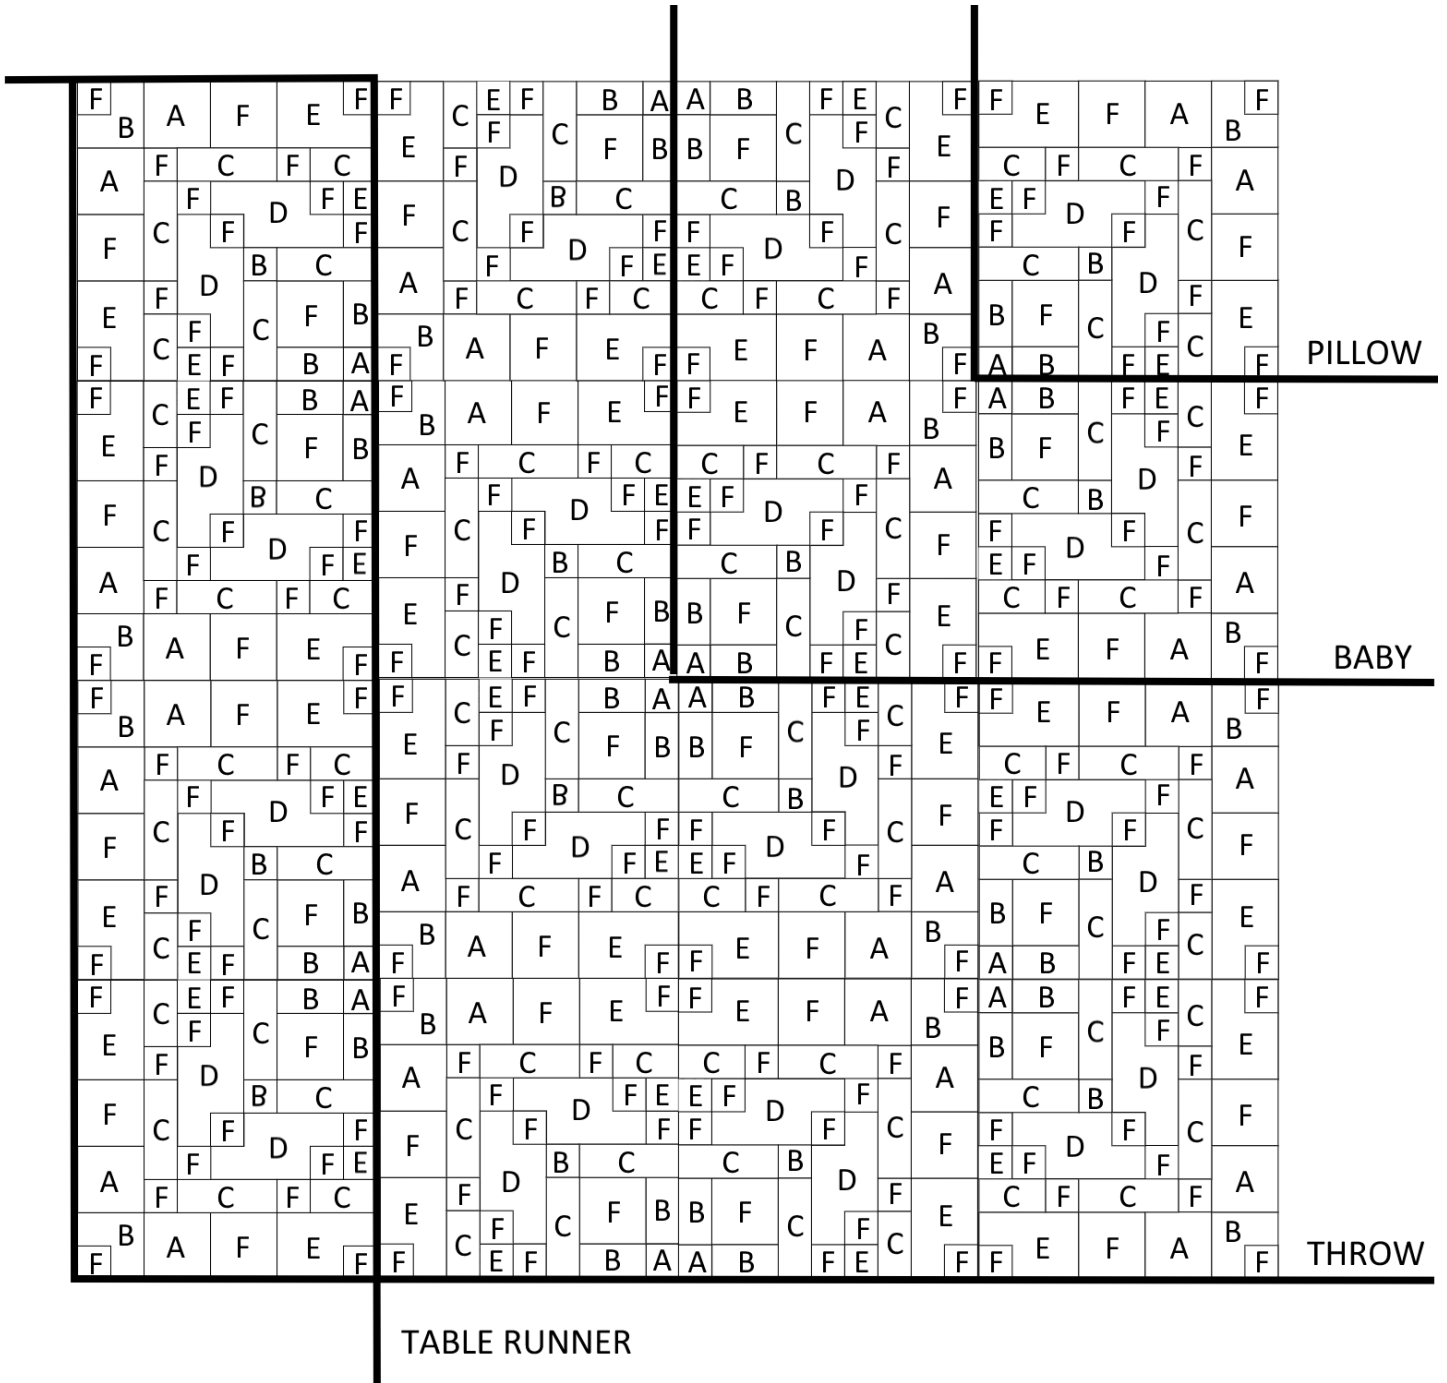 F F F E F B A A B F E F F F
A F E C C E F A
B F C C F B
E F B B F E
F C F C F F C F C F
A D D A
F F E B C C B E F F
D F F D
C F F C F F F F C F F C
F D D F
B C F F E E F F C B
D A A D
F F C F C C F C F F
E F B B F E
F C B B C F
C A F E E F A C PILLOW
F E F B A F F F F A B F E F
F E F B A F F F F A B F E F
C A F E E F A C
F C B B C F
E F B B F E
F F C F C C F C F F
D A A D
B C F F E E F F C B
F D D F
C F F C F F F F C F F C
D F F D
F F E B C C B E F F
A D D A
F C F C F F C F C F
E F B B F E
B F C C F B
A F E C C E F A BABY
F F F E F B A A B F E F F F
F F F E F B A A B F E F F F
A F E C C E F A
B F C C F B
E F B B F E
F C F C F F C F C F
A D D A
F F E B C C B E F F
D F F D
C F F C F F F F C F F C
F D D F
B C F F E E F F C B
D A A D
F F C F C C F C F F
E F B B F E
F C B B C F
C A F E E F A C
F E F B A F F F F A B F E F
F E F B A F F F F A B F E F
C A F E E F A C
F C B B C F
E F B B F E
F F C F C C F C F F
D A A D
B C F F E E F F C B
F D D F
C F F C F F F F C F F C
D F F D
F F E B C C B E F F
A D D A
F C F C F F C F C F
E F B B F E
B F C C F B
A F E C C E F A THROW
F F F E F B A A B F E F F F
TABLE RUNNER